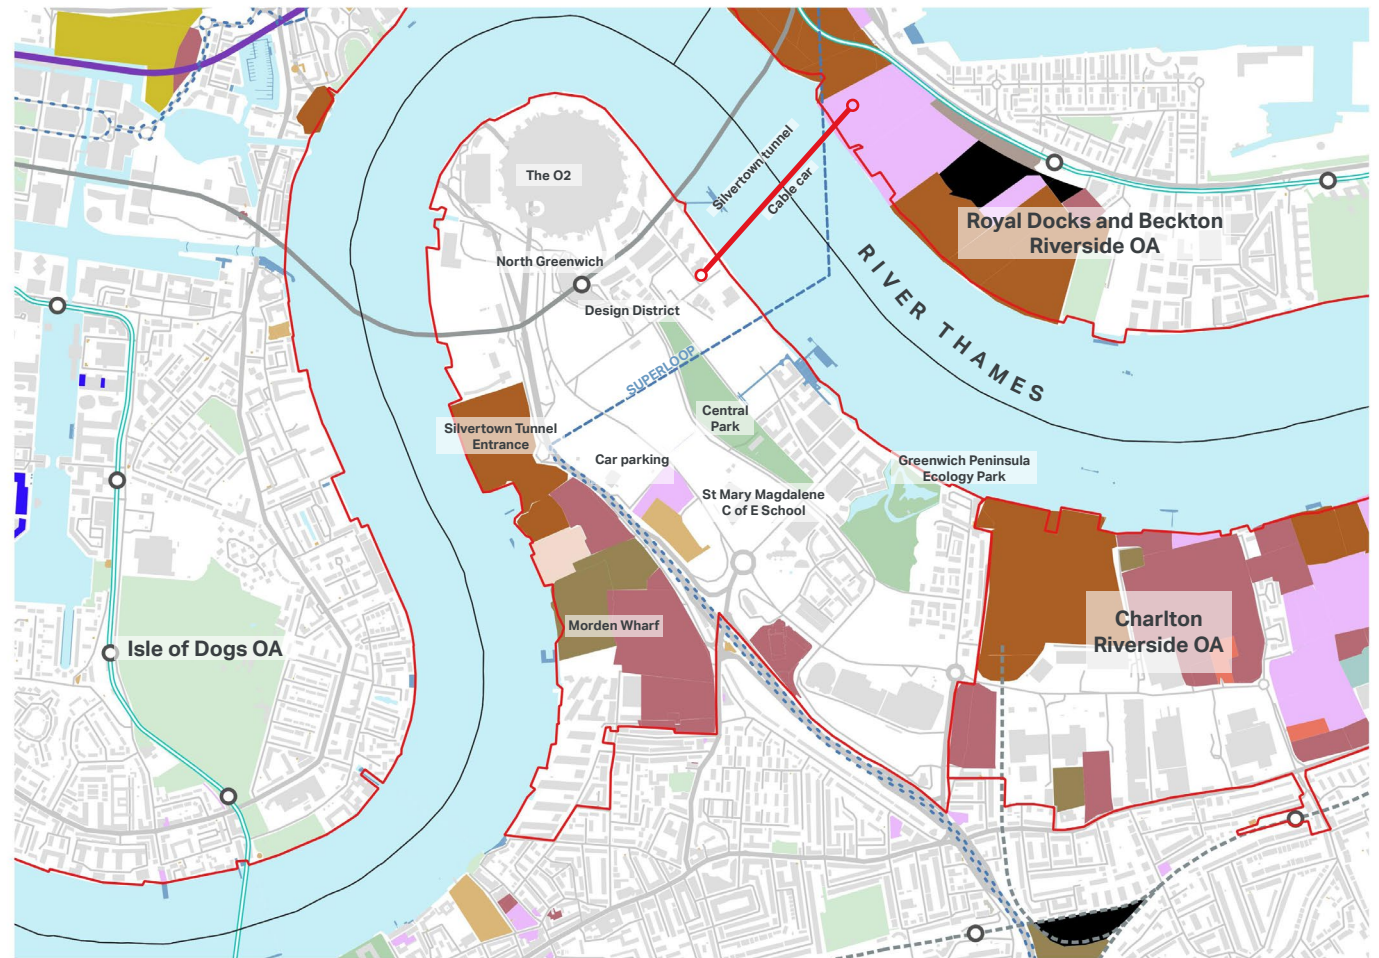 The O2
Silvertown tunnel
Cable car
Royal Docks and Beckton
Riverside OA
North Greenwich
Design District
RIVER THAMES
SUPERLOOP
Central
Park
Silvertown Tunnel
Entrance
Car parking
Greenwich Peninsula
Ecology Park
St Mary Magdalene
C of E School
Morden Wharf
Charlton
Riverside OA
Isle of Dogs OA